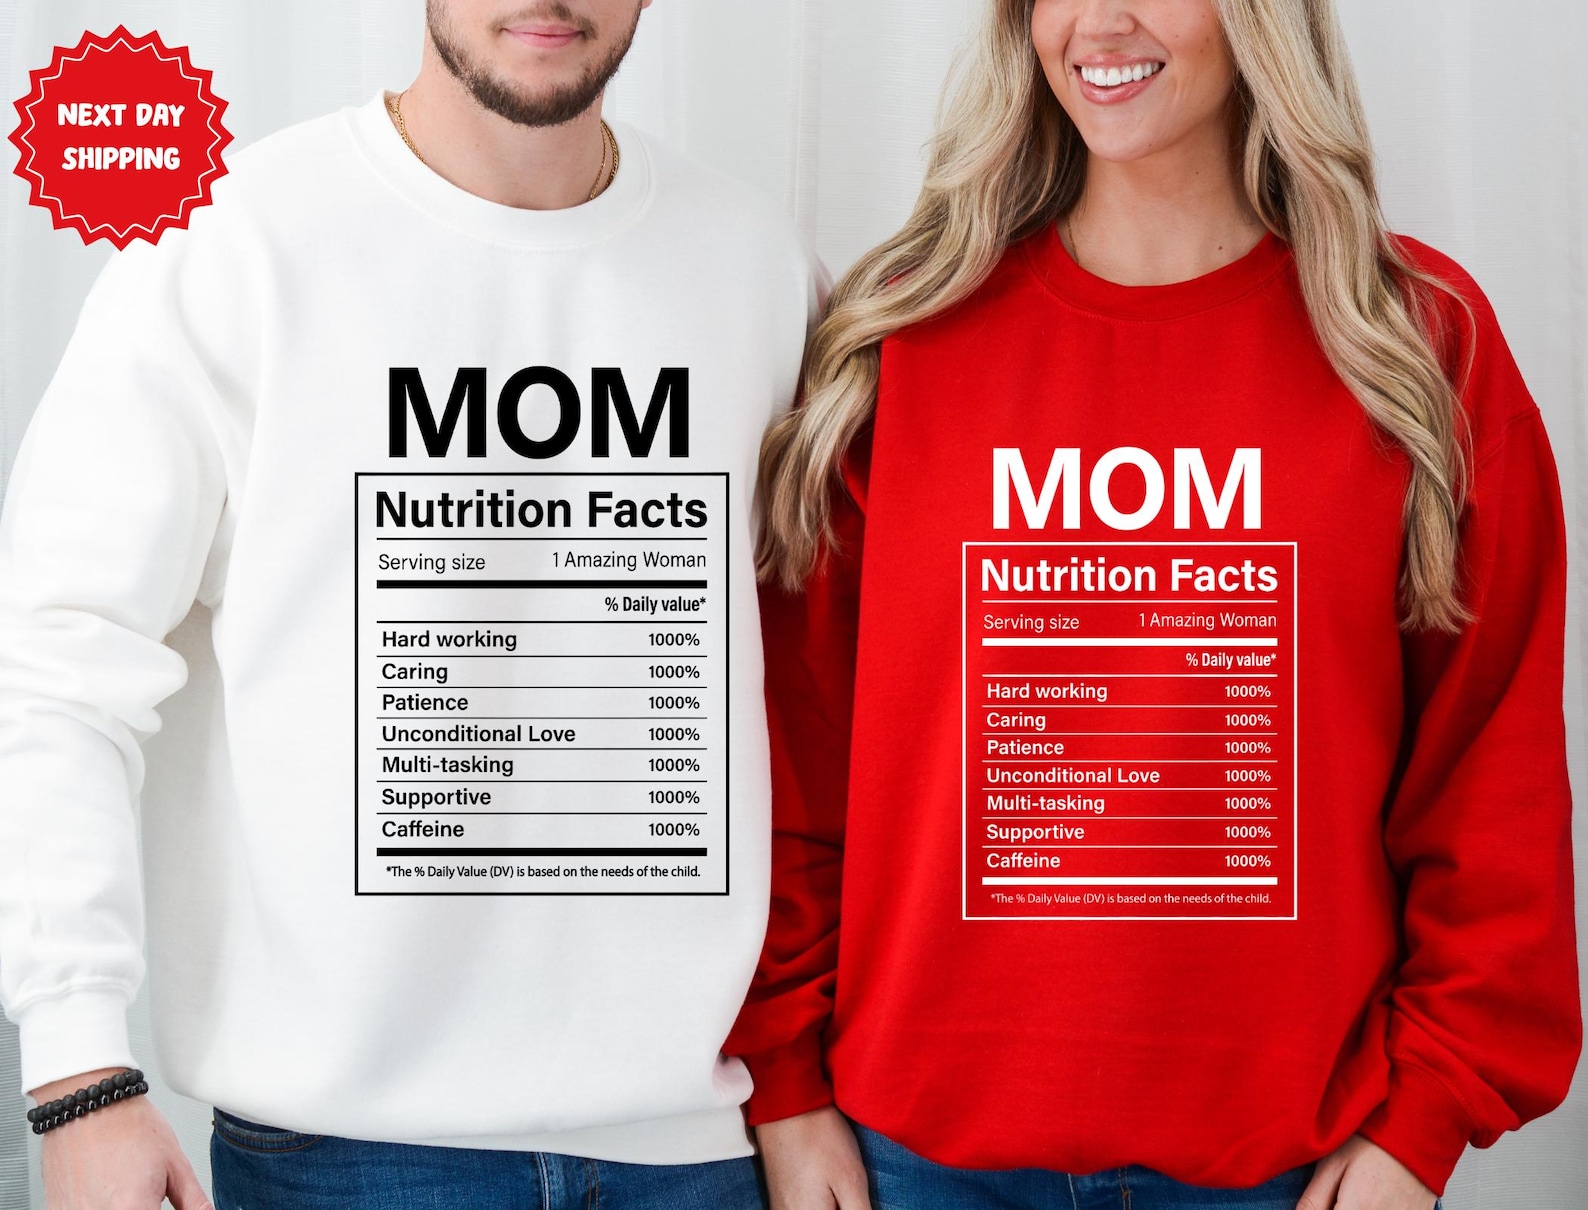 NEXT DAY
SHIPPING
MOM
Nutrition Facts
Serving size 1 Amazing Woman
% Daily value*
Hard working 1000%
Caring 1000%
Patience 1000%
Unconditional Love 1000%
Multi-tasking 1000%
Supportive 1000%
Caffeine 1000%
*The % Daily Value (DV) is based on the needs of the child.
MOM
Nutrition Facts
Serving size 1 Amazing Woman
% Daily value*
Hard working 1000%
Caring 1000%
Patience 1000%
Unconditional Love 1000%
Multi-tasking 1000%
Supportive 1000%
Caffeine 1000%
*The % Daily Value (DV) is based on the needs of the child.